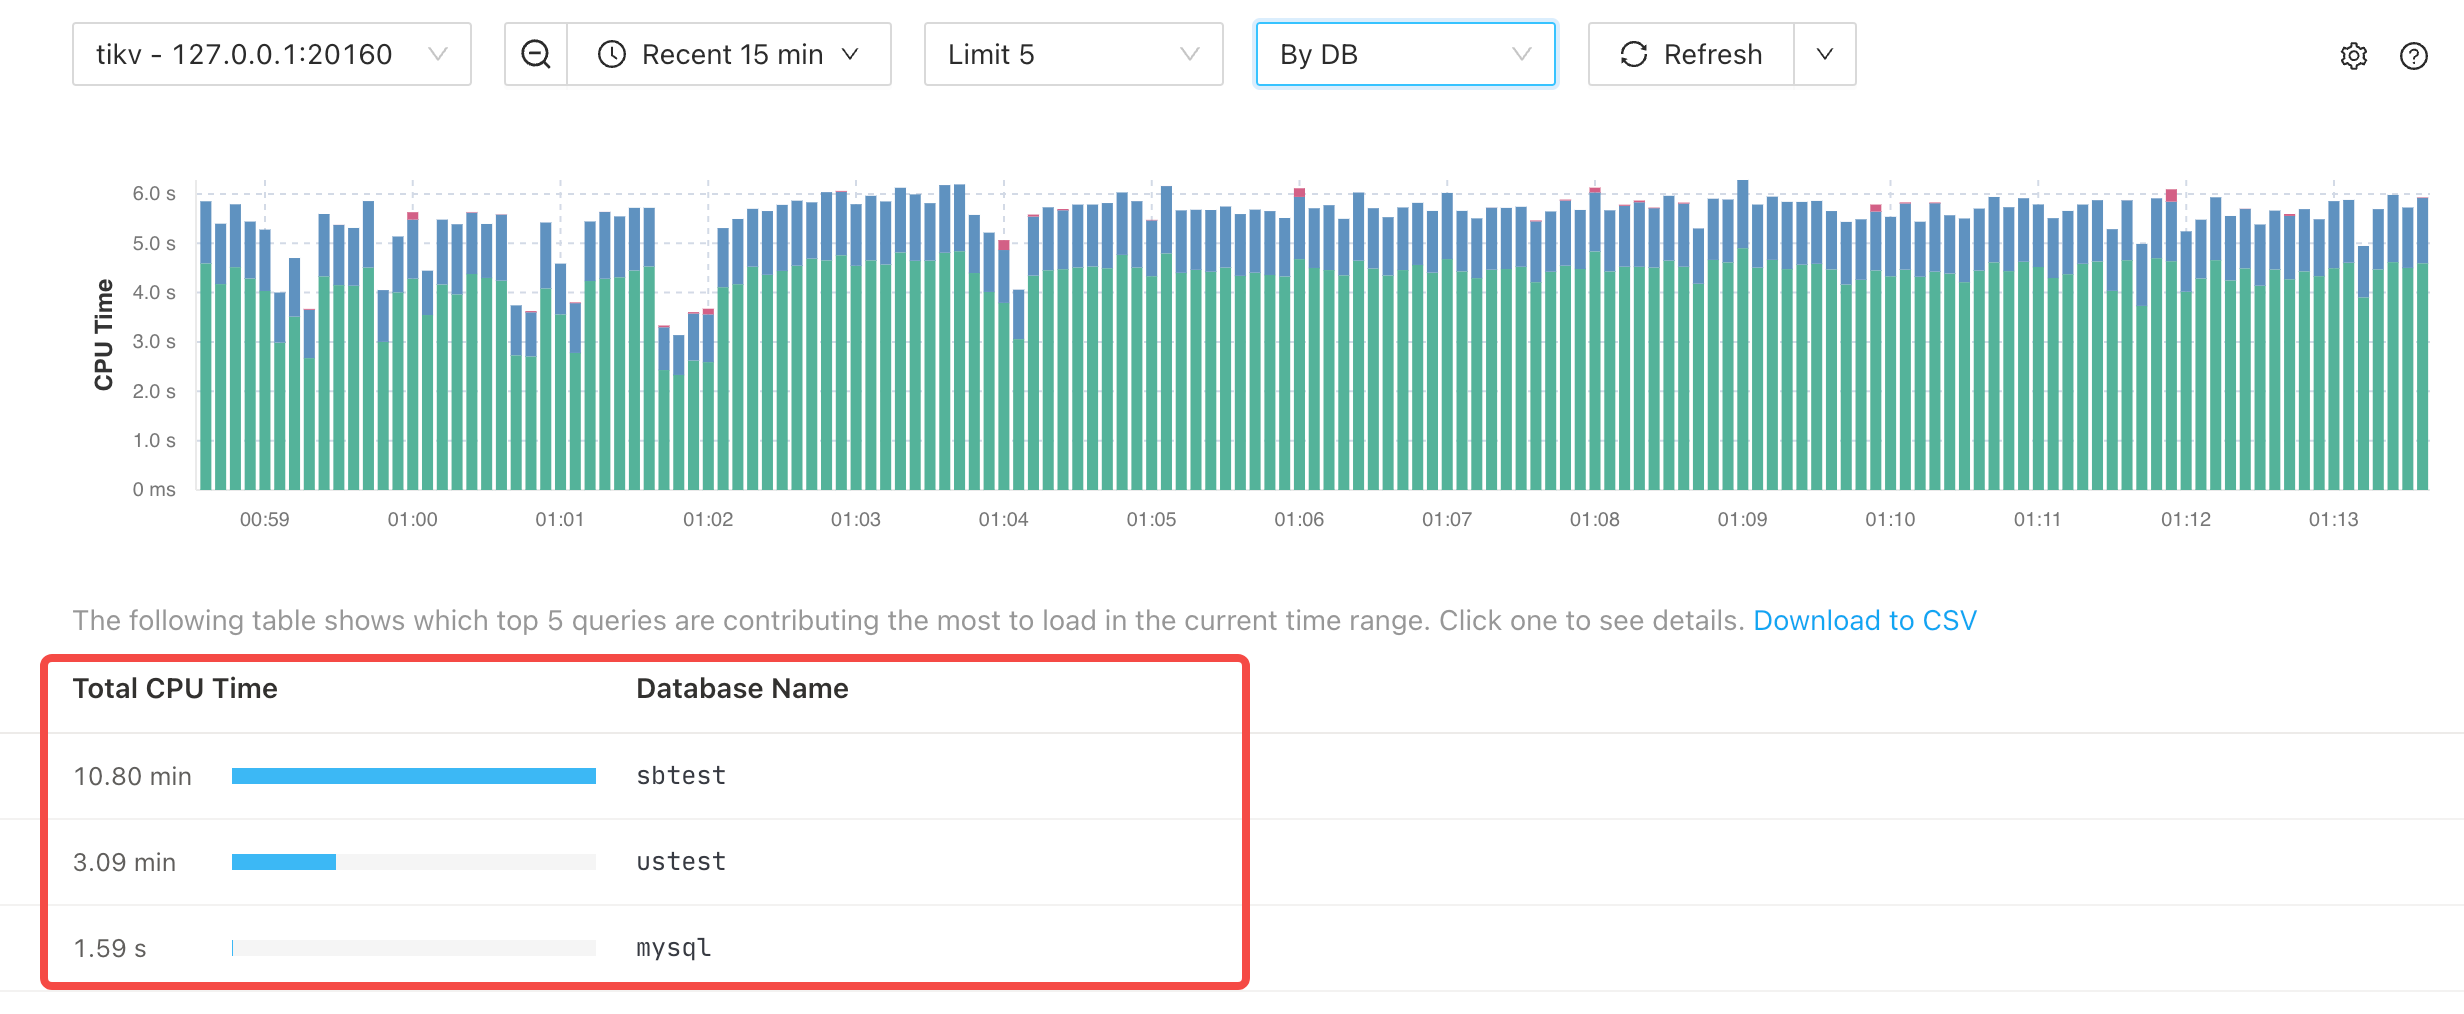 tikv - 127.0.0.1:20160 Recent 15 min Limit 5 By DB Refresh
CPU Time
6.0 s
5.0 s
4.0 s
3.0 s
2.0 s
1.0 s
0 ms
00:59 01:00 01:01 01:02 01:03 01:04 01:05 01:06 01:07 01:08 01:09 01:10 01:11 01:12 01:13
The following table shows which top 5 queries are contributing the most to load in the current time range. Click one to see details. Download to CSV
Total CPU Time Database Name
10.80 min sbtest
3.09 min ustest
1.59 s mysql